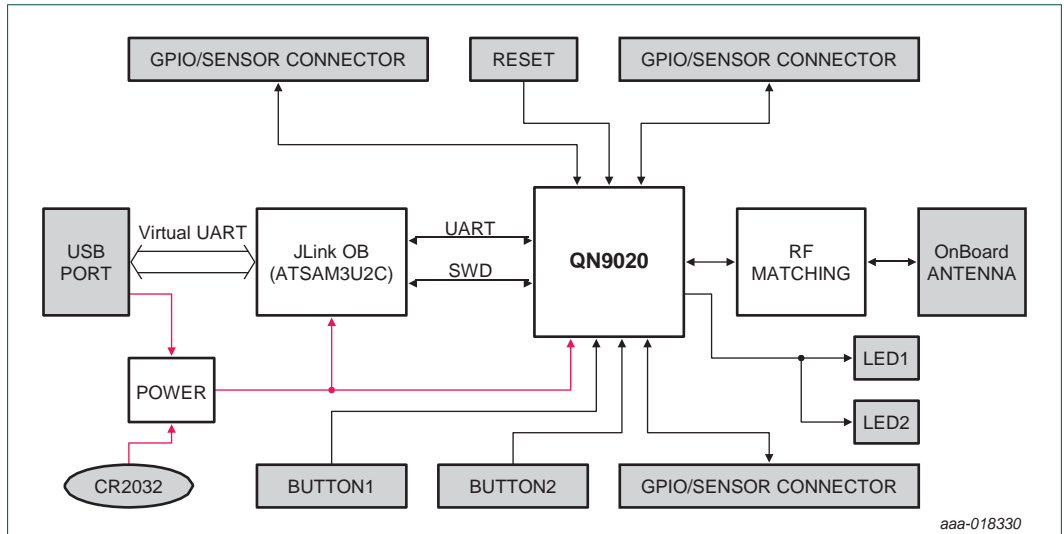 GPIO/SENSOR CONNECTOR
RESET
GPIO/SENSOR CONNECTOR
USB
PORT
Virtual UART
JLink OB
(ATSAM3U2C)
UART
SWD
QN9020
RF
MATCHING
OnBoard
ANTENNA
POWER
LED1
LED2
CR2032
BUTTON1
BUTTON2
GPIO/SENSOR CONNECTOR
aaa-018330